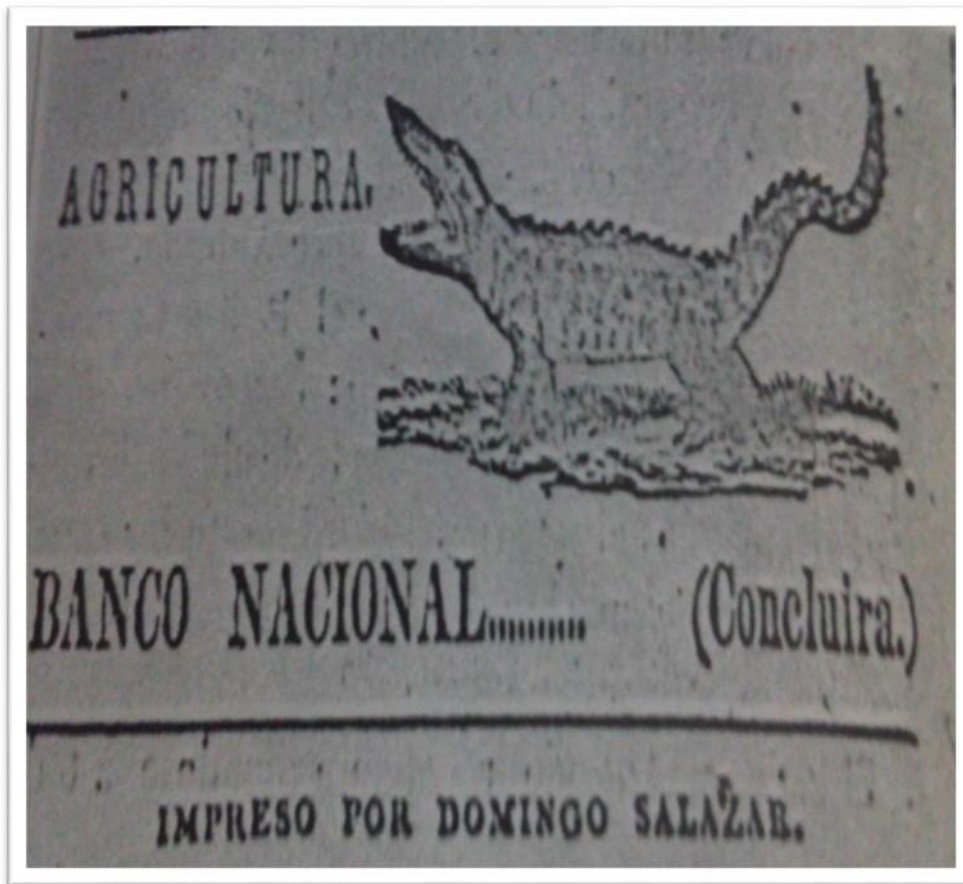 AGRICULTURA.
BANCO NACIONAL.......... (Concluira.)
IMPRESO POR DOMINGO SALAZAR.